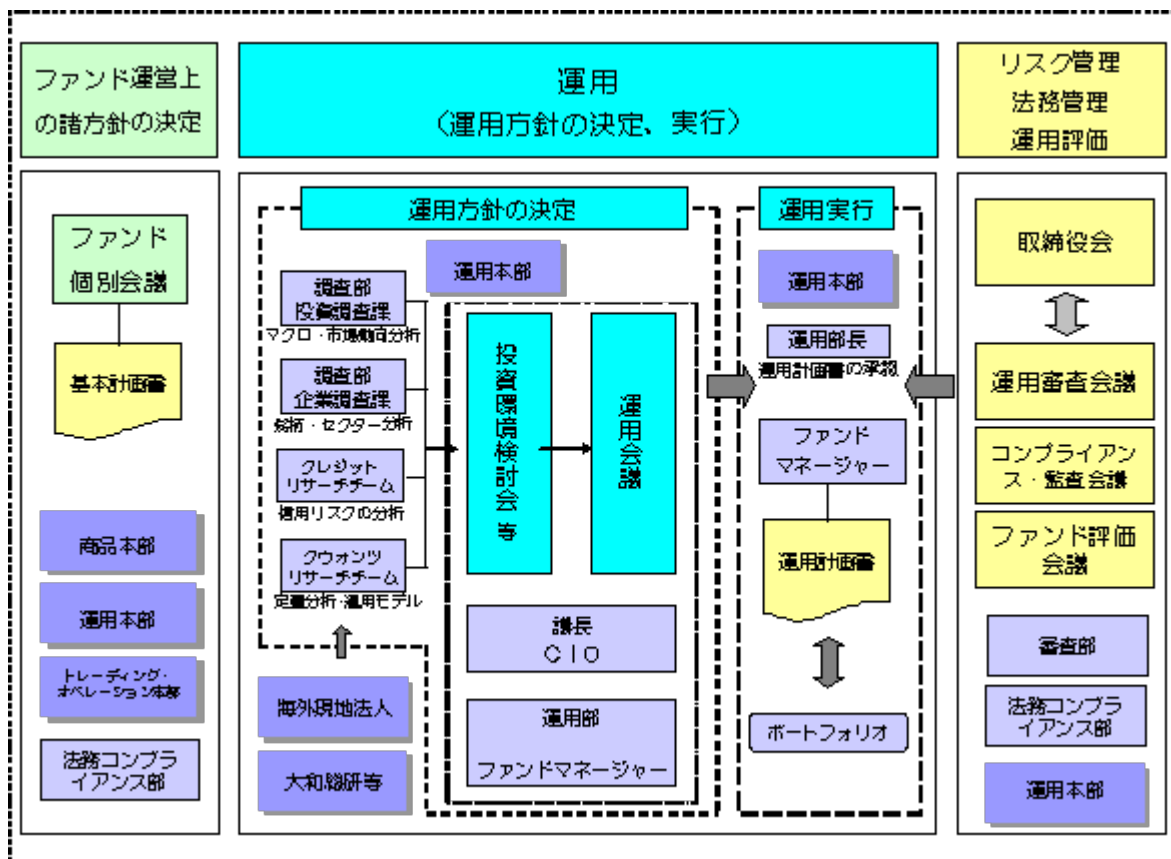 ファンド運営上
の諸方針の決定
運用
(運用方針の決定、実行)
リスク管理
法務管理
運用評価
ファンド
個別会議
基本計画書
商品本部
運用本部
トレーディング・
オペレーション本部
法務コンプラ
イアンス部
運用方針の決定
運用本部
調査部
投資調査課
マクロ・市場動向分析
調査部
企業調査課
銘柄・セクター分析
クレジット
リサーチチーム
信用リスクの分析
クウォンツ
リサーチチーム
定量分析・運用モデル
海外現地法人
大和総研等
投資環境検討会 等
運用会議
議長
CIO
運用部
ファンドマネージャー
運用実行
運用本部
運用部長
運用計画書の承認
ファンド
マネージャー
運用計画書
ポートフォリオ
取締役会
運用審査会議
コンプライアン
ス・監査会議
ファンド評価
会議
審査部
法務コンプラ
イアンス部
運用本部